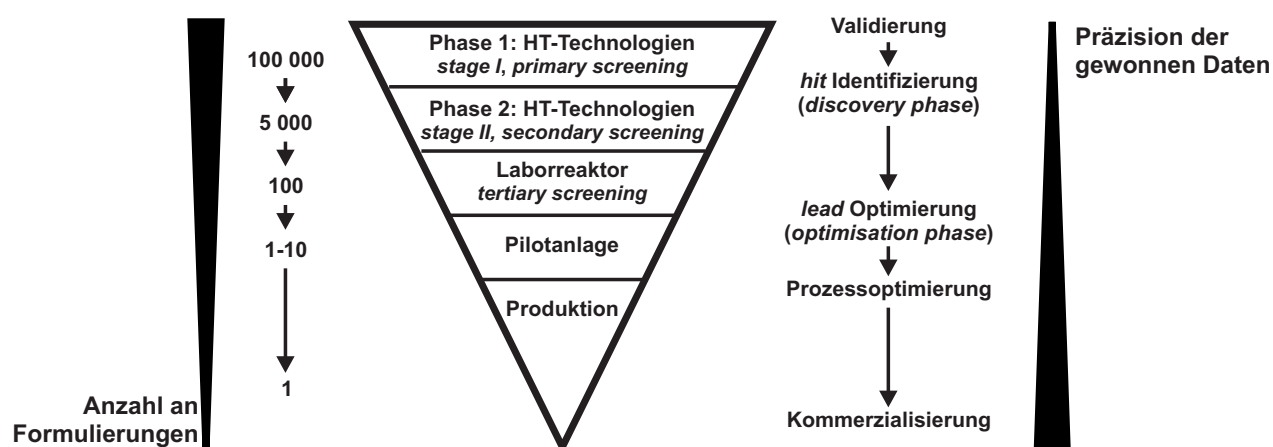 100 000
5 000
100
1-10
1
Anzahl an
Formulierungen
Phase 1: HT-Technologien
stage I, primary screening
Phase 2: HT-Technologien
stage II, secondary screening
Laborreaktor
tertiary screening
Pilotanlage
Produktion
Validierung
hit Identifizierung
(discovery phase)
lead Optimierung
(optimisation phase)
Prozessoptimierung
Kommerzialisierung
Präzision der
gewonnen Daten